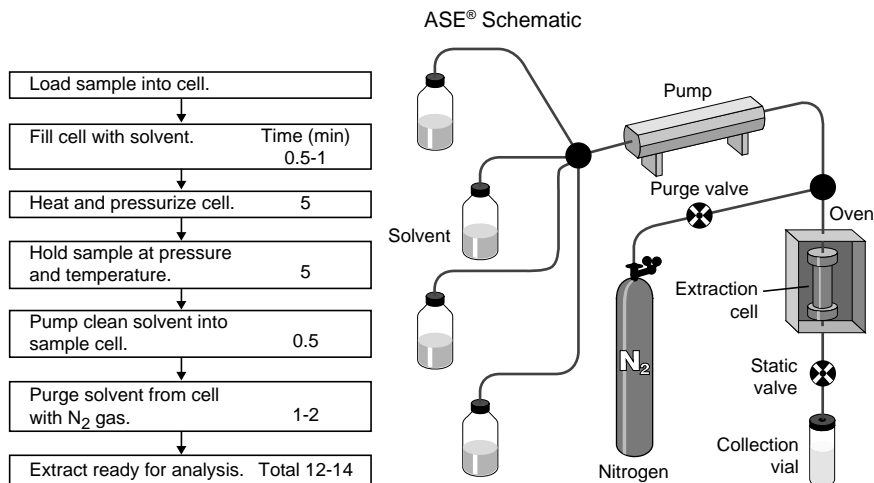 ASE® Schematic
Load sample into cell.
Fill cell with solvent. Time (min)
0.5-1
Heat and pressurize cell. 5
Hold sample at pressure
and temperature. 5
Pump clean solvent into
sample cell. 0.5
Purge solvent from cell
with N₂ gas. 1-2
Extract ready for analysis. Total 12-14
Pump
Purge valve
Oven
Solvent
Extraction
cell
N₂
Static
valve
Nitrogen
Collection
vial